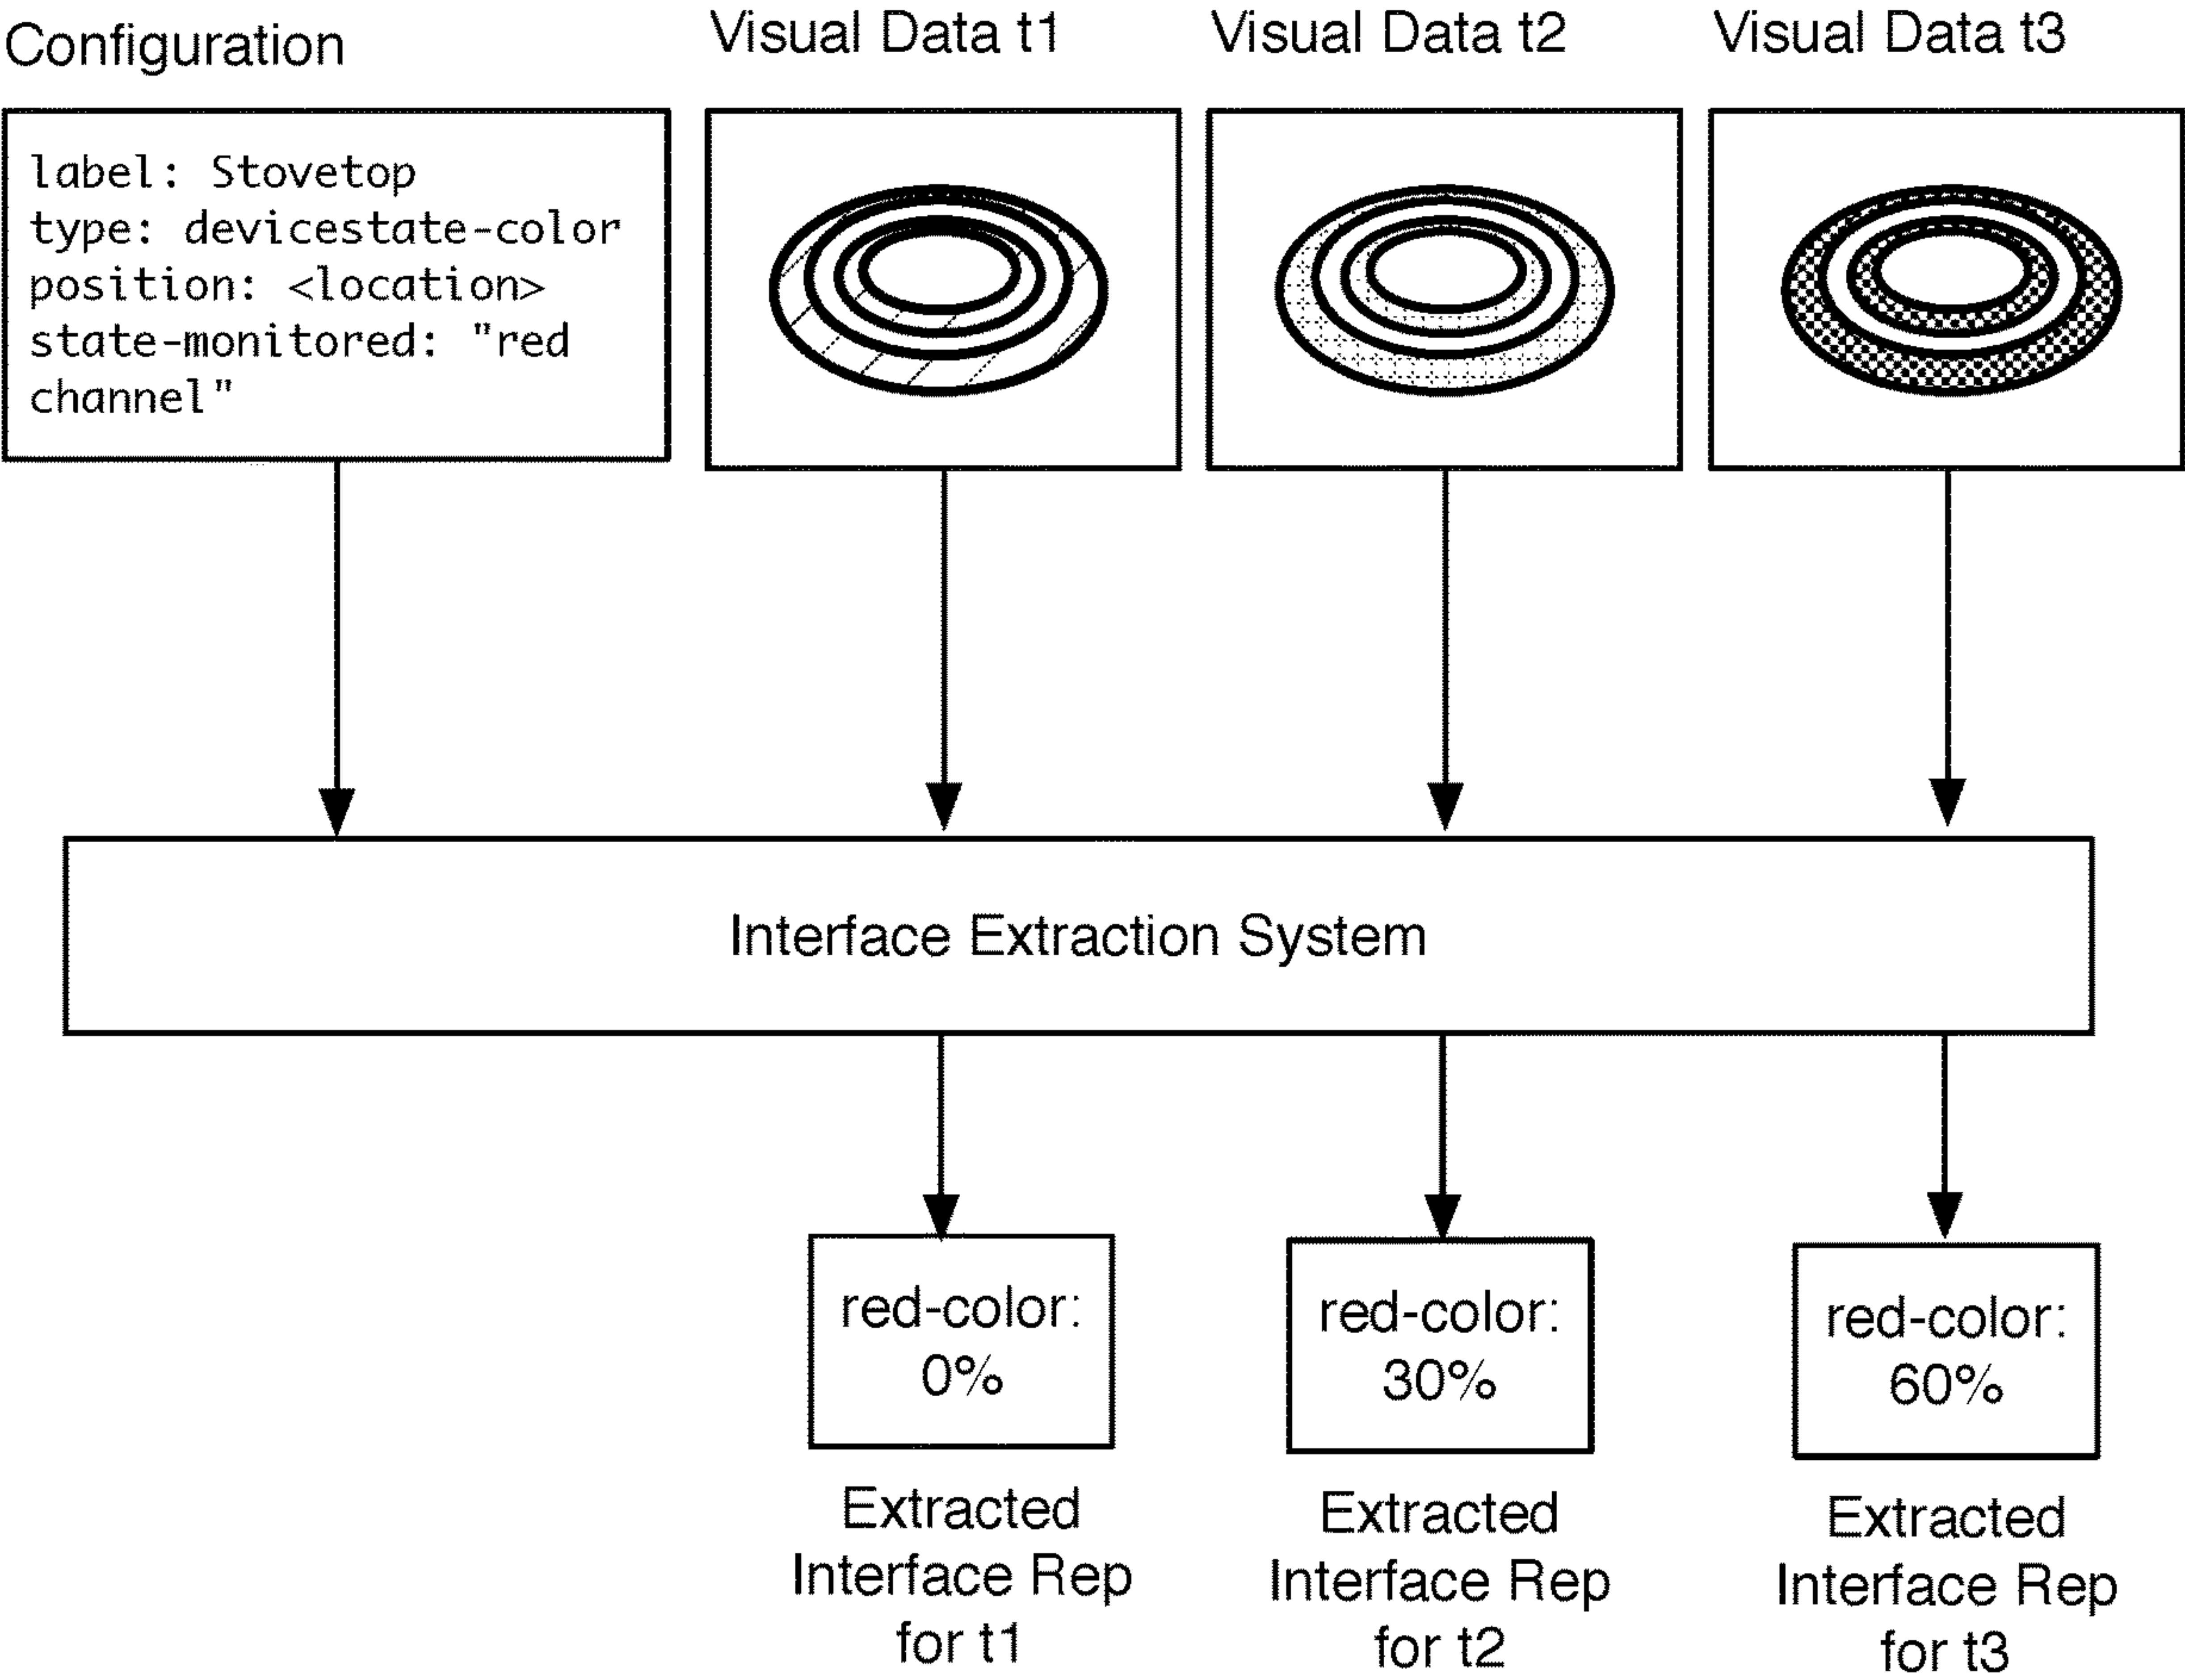 Configuration
Visual Data t1
Visual Data t2
Visual Data t3
label: Stovetop
type: devicestate-color
position: <location>
state-monitored: "red
channel"
Interface Extraction System
red-color:
0%
red-color:
30%
red-color:
60%
Extracted
Interface Rep
for t1
Extracted
Interface Rep
for t2
Extracted
Interface Rep
for t3